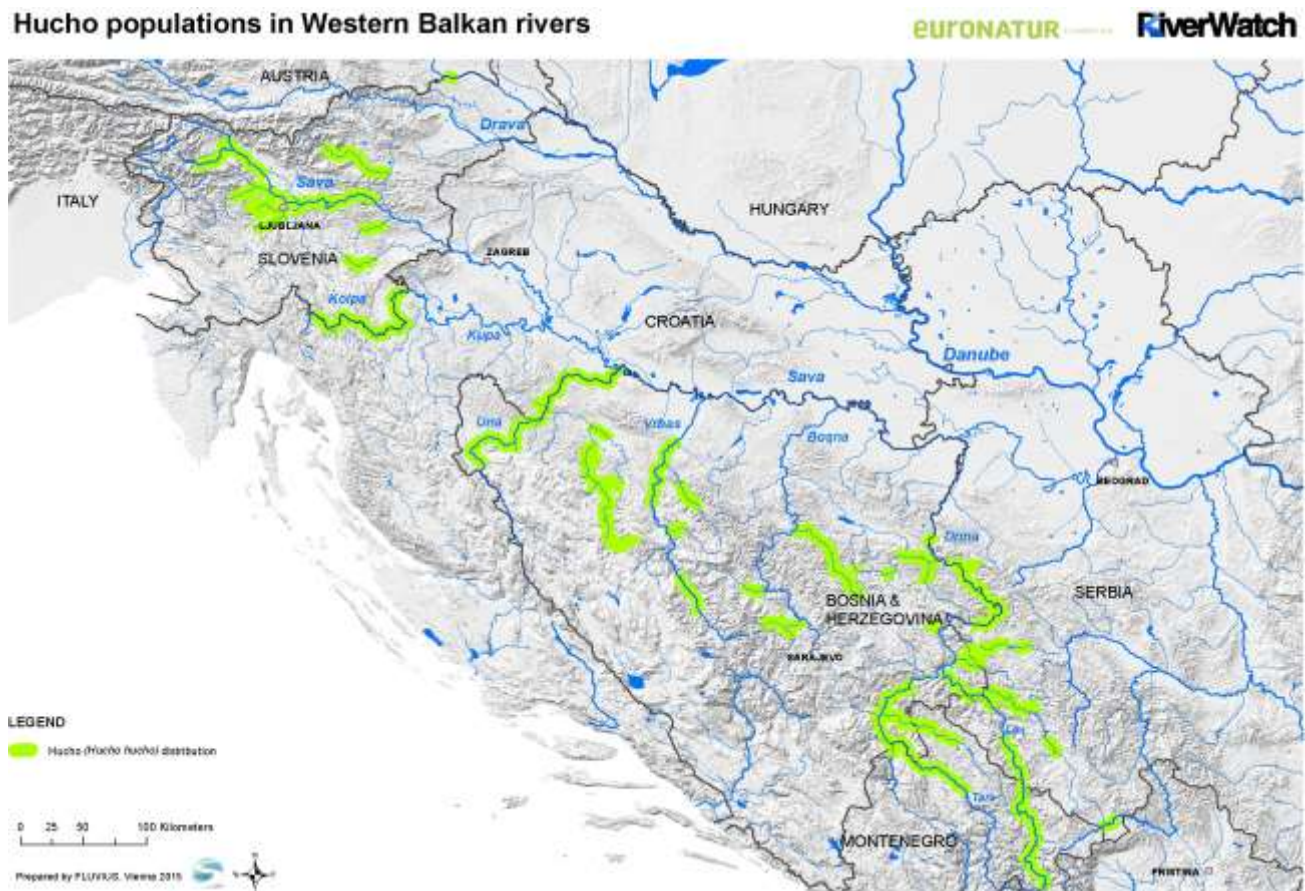 Hucho populations in Western Balkan rivers
euronatur
RiverWatch
AUSTRIA
Drava
Sava
ITALY
HUNGARY
LJUBLJANA
ZAGREB
SLOVENIA
Kolpa
CROATIA
Kupa
Danube
Sava
Una
Vrbas
Bosna
BEOGRAD
Drina
SERBIA
BOSNIA &
HERZEGOVINA
SARAJEVO
LEGEND
Hucho (Hucho hucho) distribution
Lim
Tara
0 25 50 100 Kilometers
MONTENEGRO
PRISTINA
Prepared by FLUVIUS, Vienna 2015